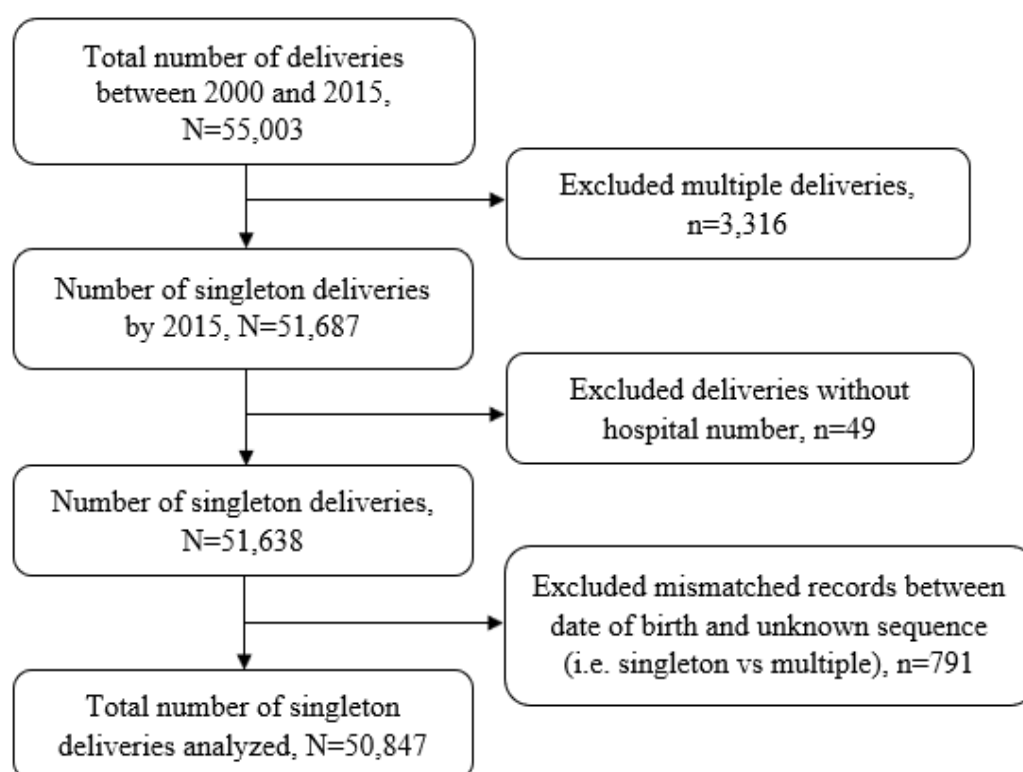 Total number of deliveries
between 2000 and 2015,
N=55,003
Excluded multiple deliveries,
n=3,316
Number of singleton deliveries
by 2015, N=51,687
Excluded deliveries without
hospital number, n=49
Number of singleton deliveries,
N=51,638
Excluded mismatched records between
date of birth and unknown sequence
(i.e. singleton vs multiple), n=791
Total number of singleton
deliveries analyzed, N=50,847